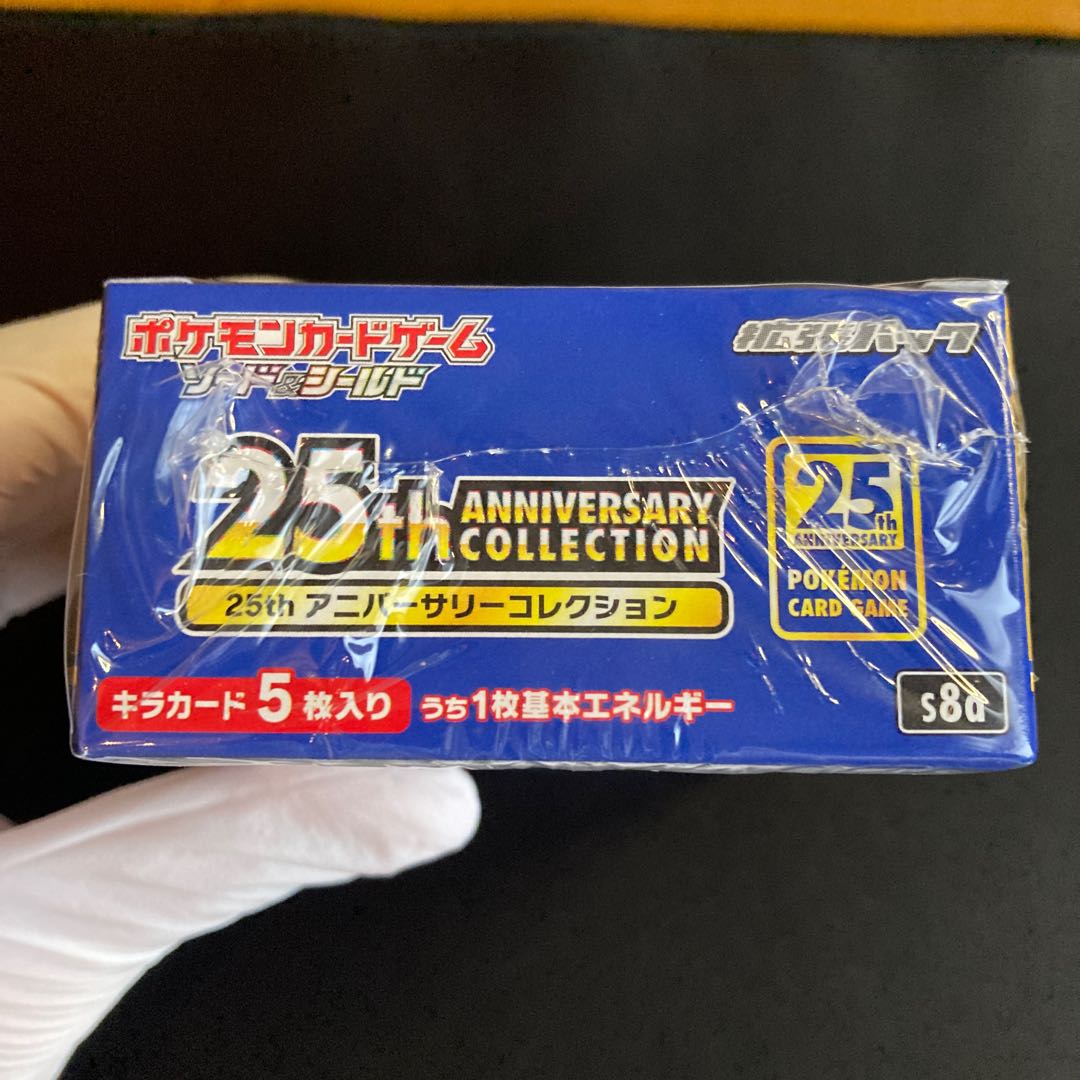 ポケモンカードゲーム™
ソード&シールド
拡張パック
25th ANNIVERSARY
COLLECTION
25th アニバーサリーコレクション
25th
ANNIVERSARY
POKÉMON
CARD GAME
キラカード5枚入り うち1枚基本エネルギー
s8a